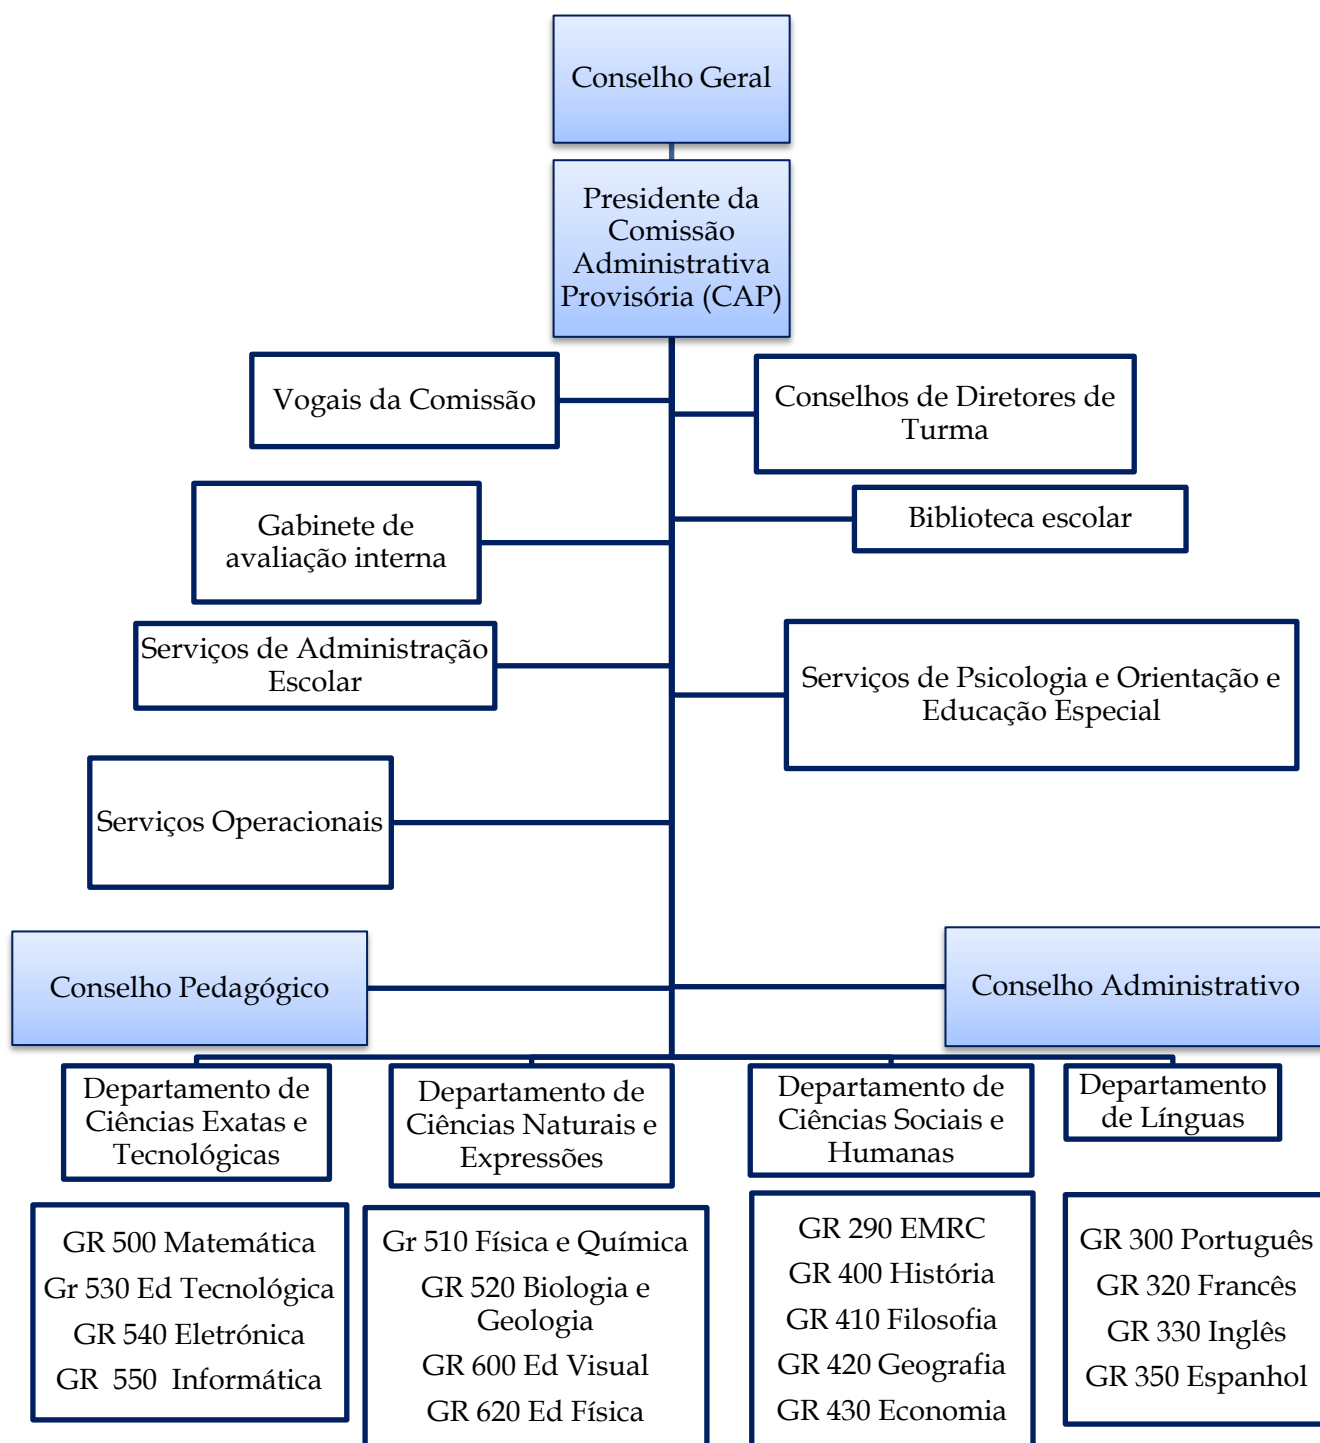 Conselho Geral
Presidente da
Comissão
Administrativa
Provisória (CAP)
Vogais da Comissão
Conselhos de Diretores de
Turma
Gabinete de
avaliação interna
Biblioteca escolar
Serviços de Administração
Escolar
Serviços de Psicologia e Orientação e
Educação Especial
Serviços Operacionais
Conselho Pedagógico
Conselho Administrativo
Departamento de
Ciências Exatas e
Tecnológicas
Departamento de
Ciências Naturais e
Expressões
Departamento de
Ciências Sociais e
Humanas
Departamento
de Línguas
GR 500 Matemática
Gr 530 Ed Tecnológica
GR 540 Eletrónica
GR 550 Informática
Gr 510 Física e Química
GR 520 Biologia e
Geologia
GR 600 Ed Visual
GR 620 Ed Física
GR 290 EMRC
GR 400 História
GR 410 Filosofia
GR 420 Geografia
GR 430 Economia
GR 300 Português
GR 320 Francês
GR 330 Inglês
GR 350 Espanhol